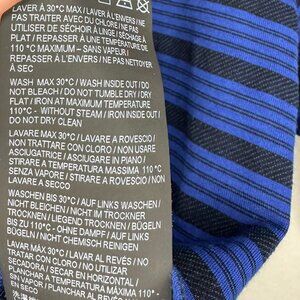 LAVER À 30°C MAX / LAVER À L'ENVERS / NE
PAS BLANCHIR AVEC DU CHLORE / NE PAS
UTILISER DE SÉCHOIR À LINGE / SÉCHER À
PLAT / REPASSER À UNE TEMPÉRATURE DE
110 °C MAXIMUM – SANS VAPEUR /
REPASSER À L'ENVERS / NE PAS NETTOYER
À SEC
WASH MAX 30°C / WASH INSIDE OUT / DO
NOT BLEACH / DO NOT TUMBLE DRY / DRY
FLAT / IRON AT MAXIMUM TEMPERATURE
110°C - WITHOUT STEAM / IRON INSIDE OUT /
DO NOT DRY CLEAN
LAVARE MAX 30°C / LAVARE A ROVESCIO /
NON TRATTARE CON CLORO / NON USARE
ASCIUGATRICE / ASCIUGARE IN PIANO /
STIRARE A TEMPERATURA MASSIMA 110°C
SENZA VAPORE / STIRARE A ROVESCIO /
NON LAVARE A SECCO
WASCHEN BIS 30°C / AUF LINKS WASCHEN /
NICHT BLEICHEN / NICHT IM TROCKNER
TROCKNEN / LIEGEND TROCKNEN / BÜGELN
BIS ZU 110°C - OHNE DAMPF / AUF LINKS
BÜGELN / NICHT CHEMISCH REINIGEN
LAVAR MÁX 30°C / LAVAR AL REVÉS / NO
TRATAR CON CLORO / NO UTILIZAR
SECADORA / SECAR EN HORIZONTAL /
PLANCHAR A TEMPERATURA MÁXIMA 110°
SIN VAPOR / PLANCHAR AL REVÉS / NO